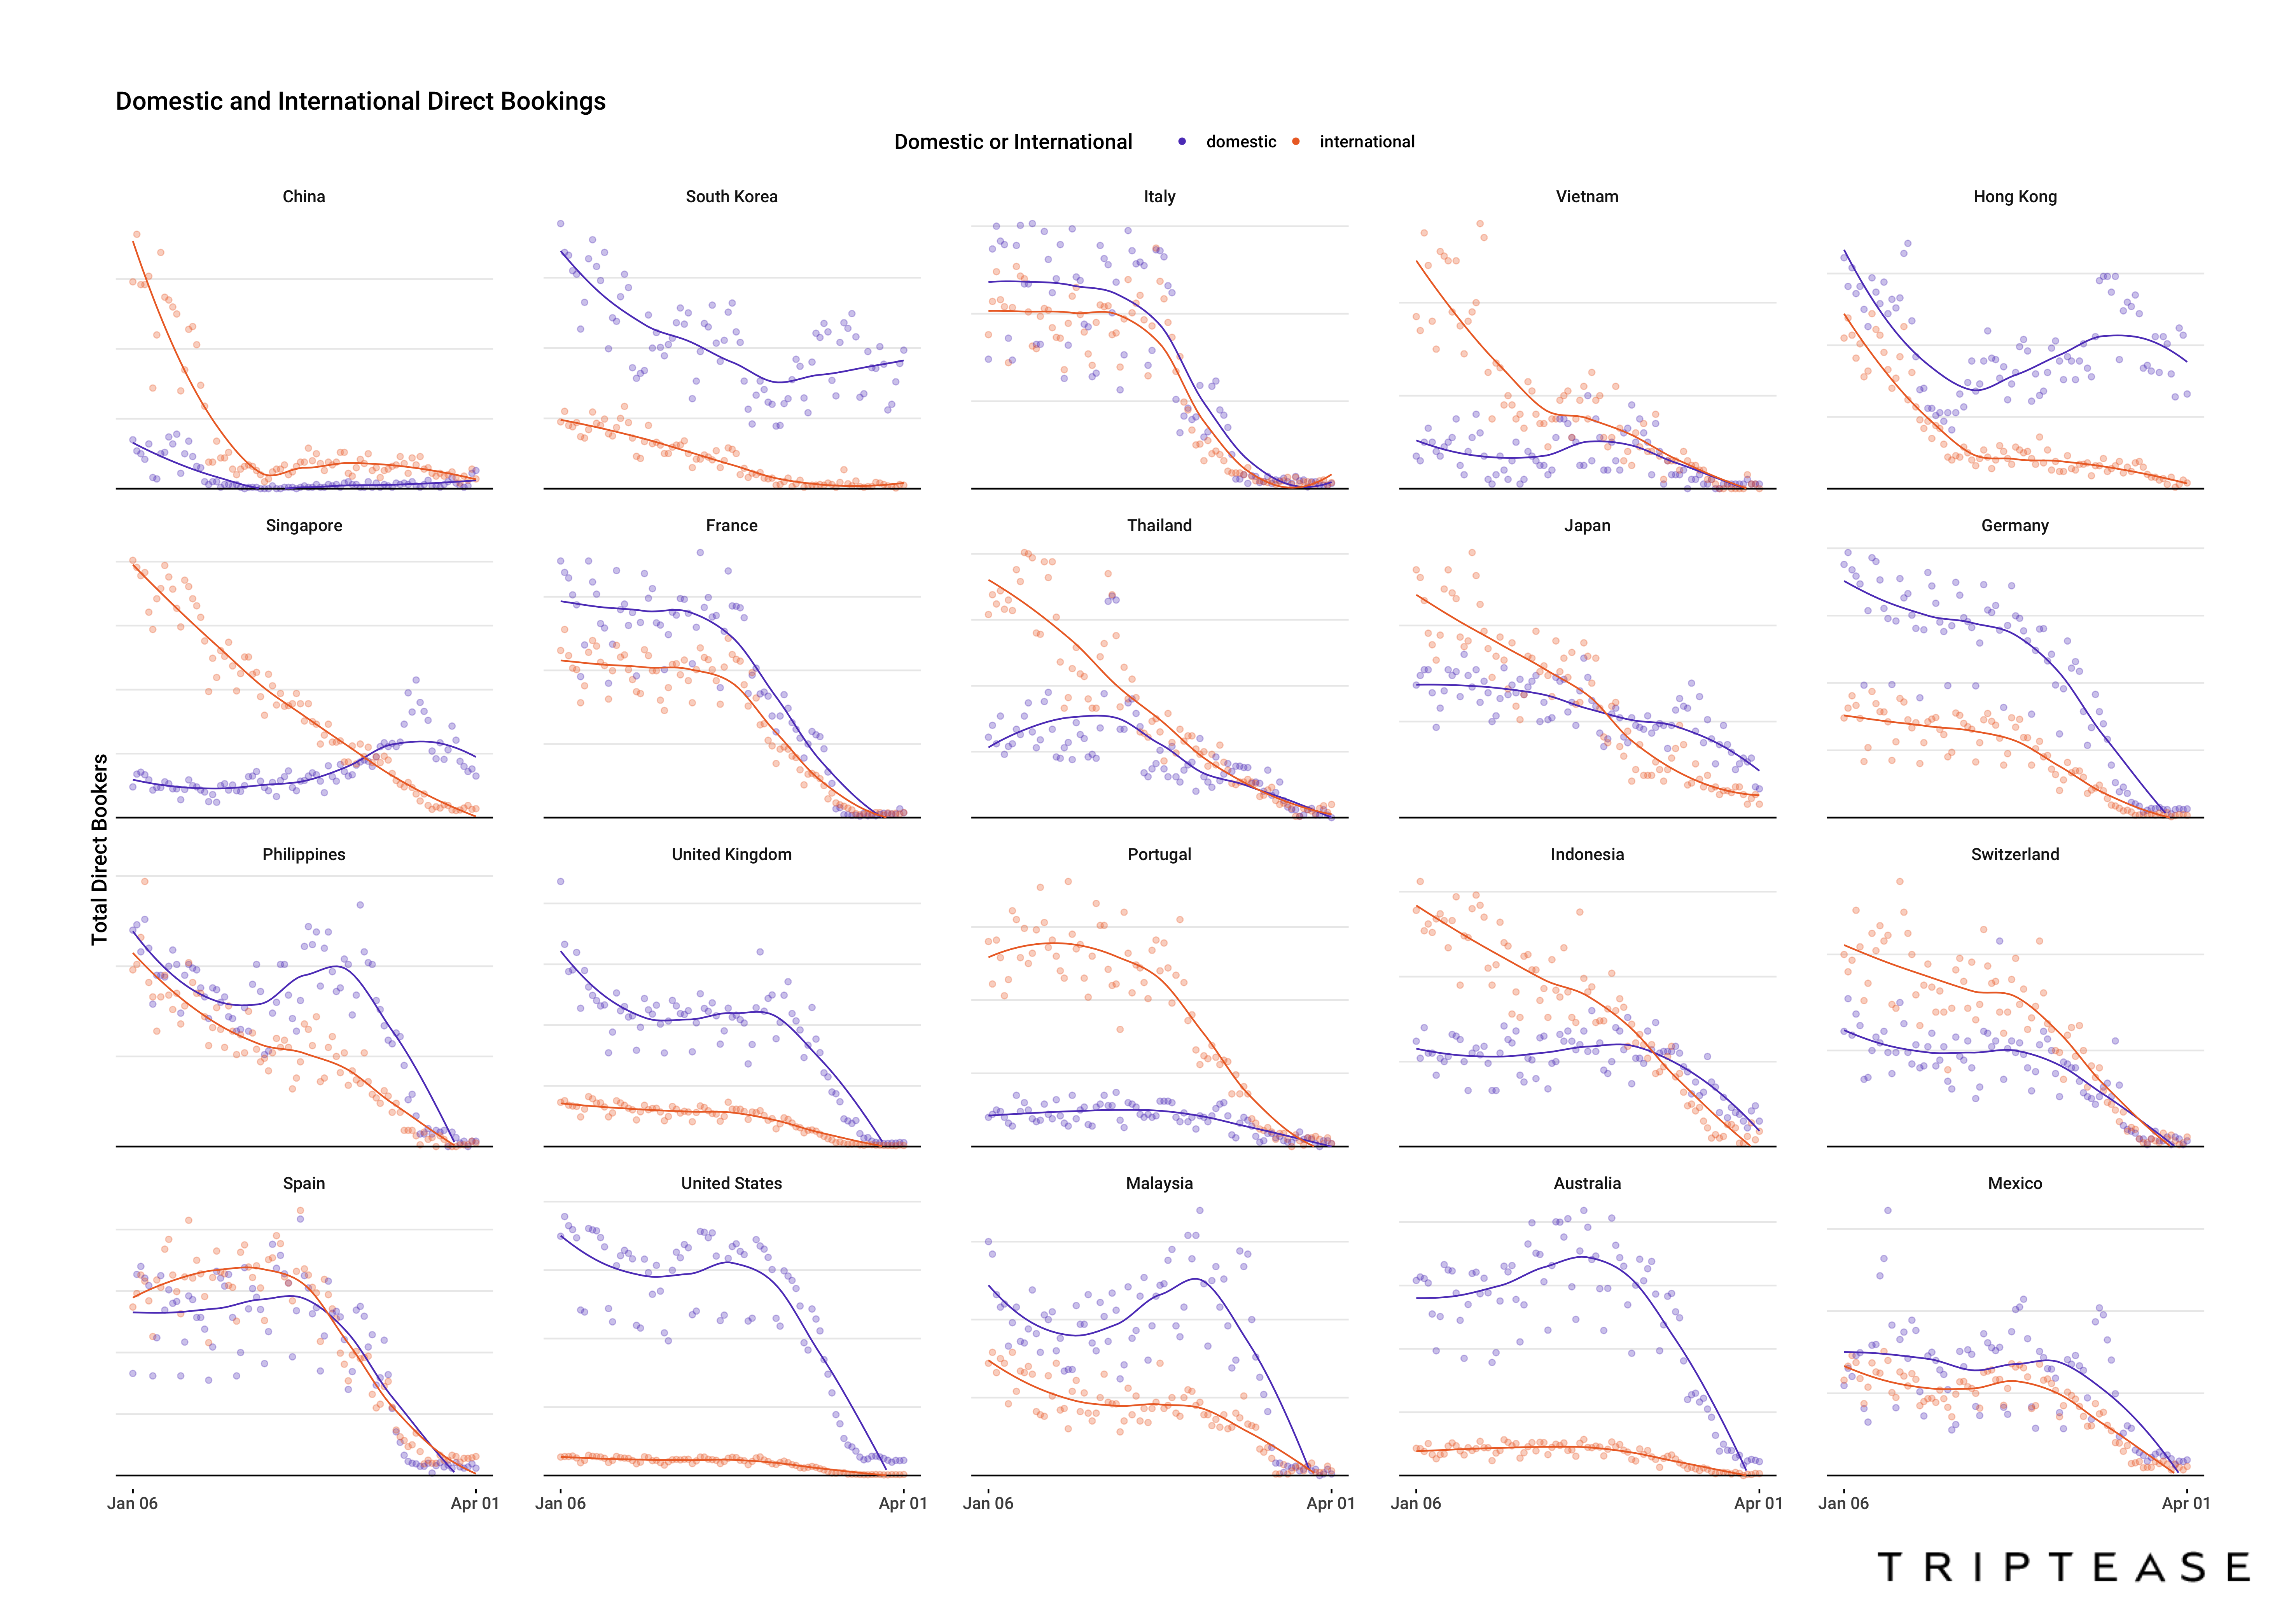 Domestic and International Direct Bookings
Domestic or International domestic international
China South Korea Italy Vietnam Hong Kong
Singapore France Thailand Japan Germany
Total Direct Bookers
Philippines United Kingdom Portugal Indonesia Switzerland
Spain United States Malaysia Australia Mexico
Jan 06 Apr 01 Jan 06 Apr 01 Jan 06 Apr 01 Jan 06 Apr 01 Jan 06 Apr 01
TRIPTEASE